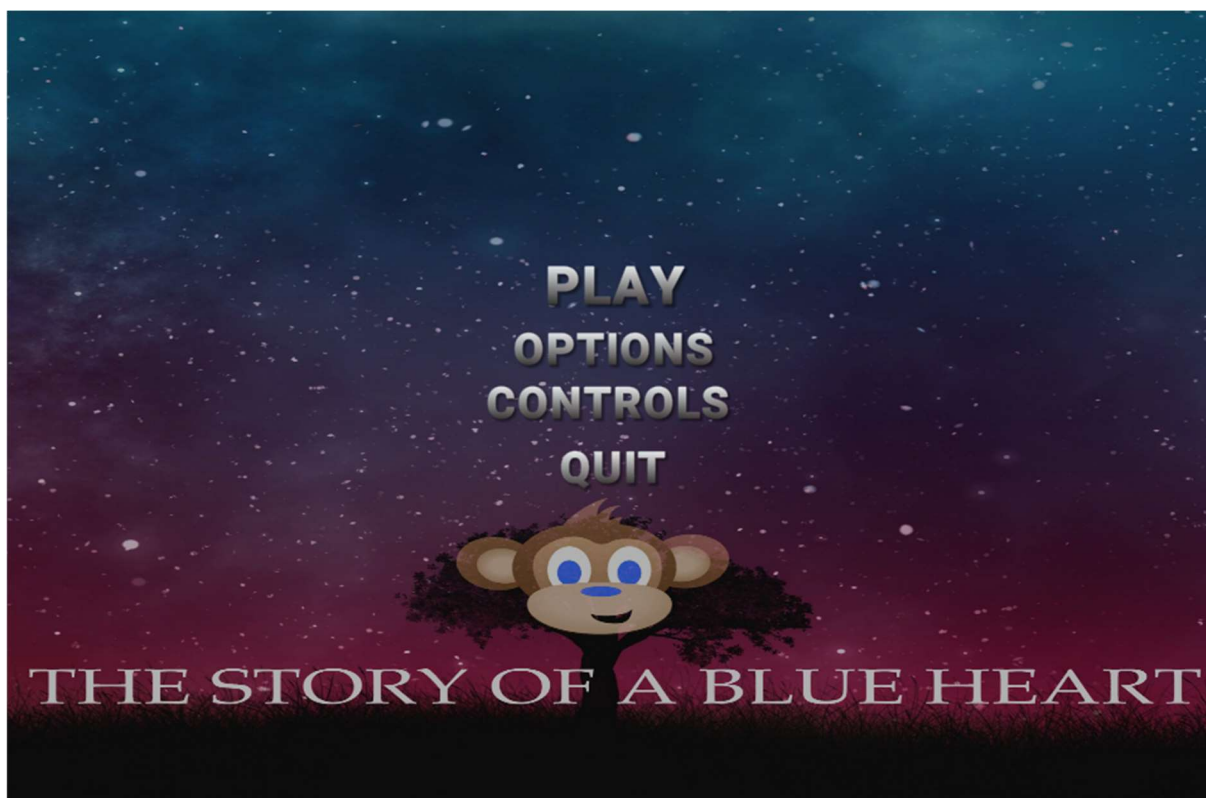 PLAY
OPTIONS
CONTROLS
QUIT
THE STORY OF A BLUE HEART